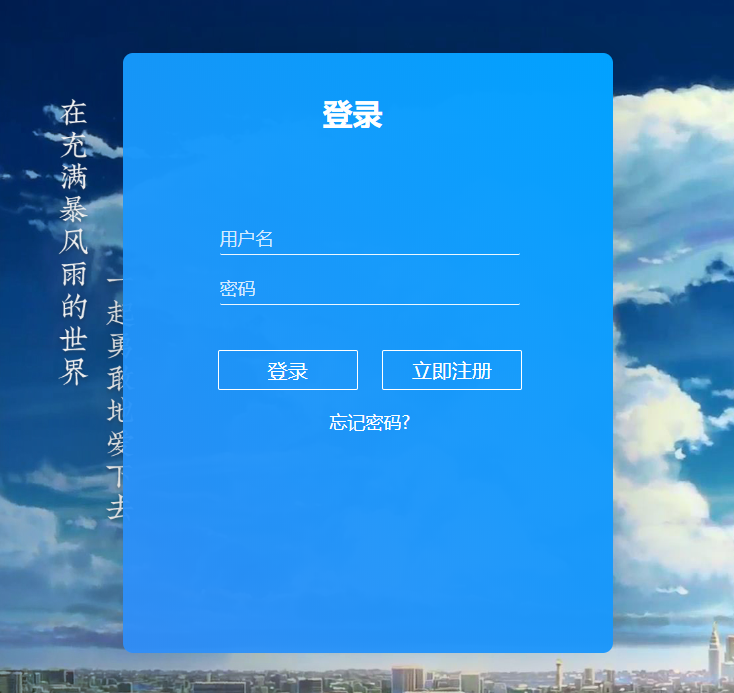 在充满暴风雨的世界
一起勇敢地爱下去
登录
用户名
密码
登录
立即注册
忘记密码?